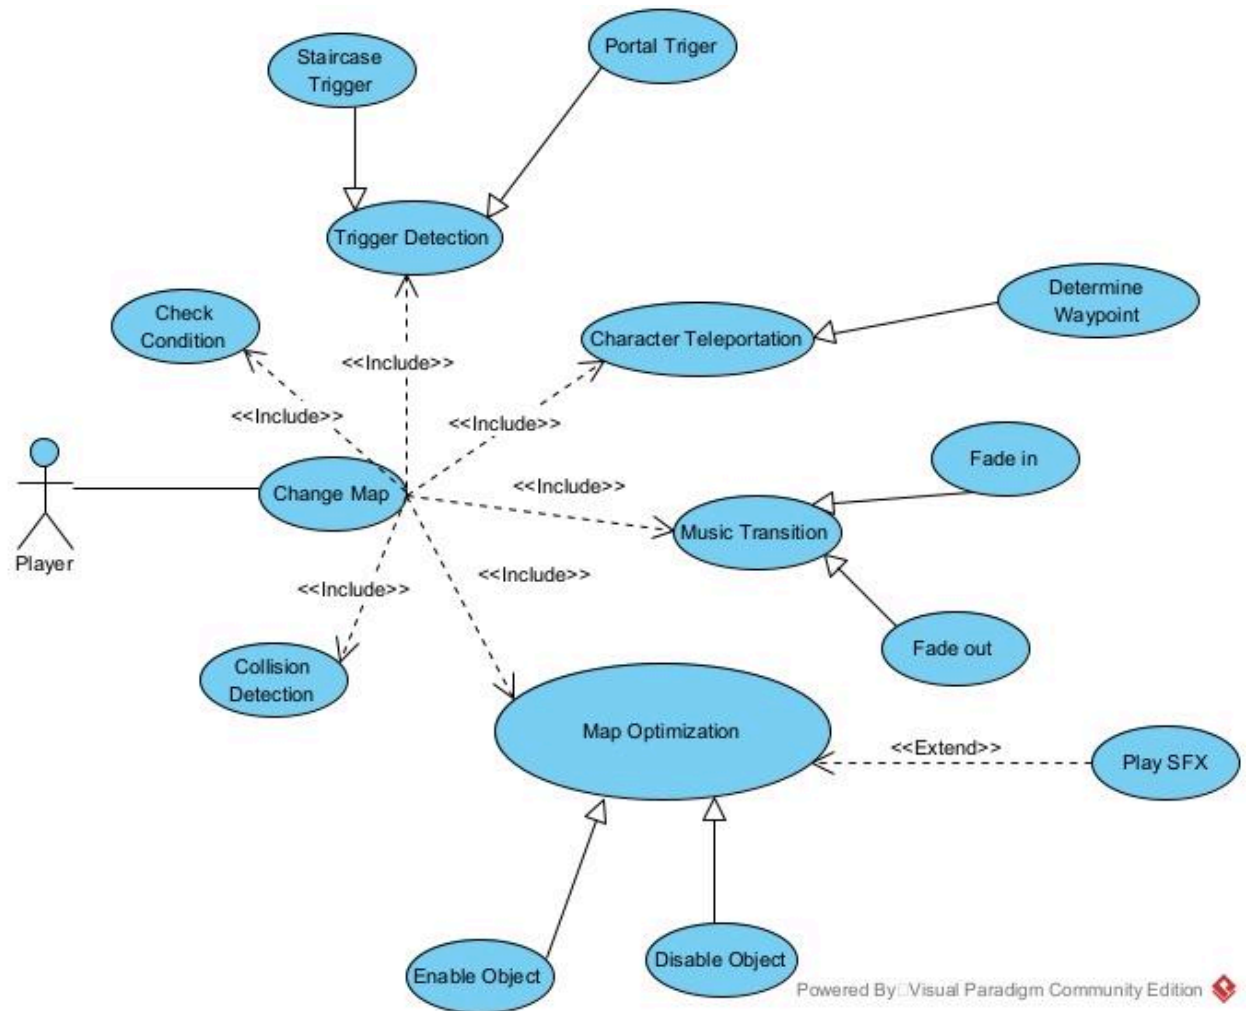 Staircase
Trigger
Portal Triger
Trigger Detection
Check
Condition
Determine
Waypoint
Character Teleportation
<<Include>>
<<Include>>
<<Include>>
Fade in
Change Map
<<Include>>
Music Transition
Player
<<Include>>
<<Include>>
Fade out
Collision
Detection
Map Optimization
<<Extend>>
Play SFX
Enable Object
Disable Object
Powered By Visual Paradigm Community Edition